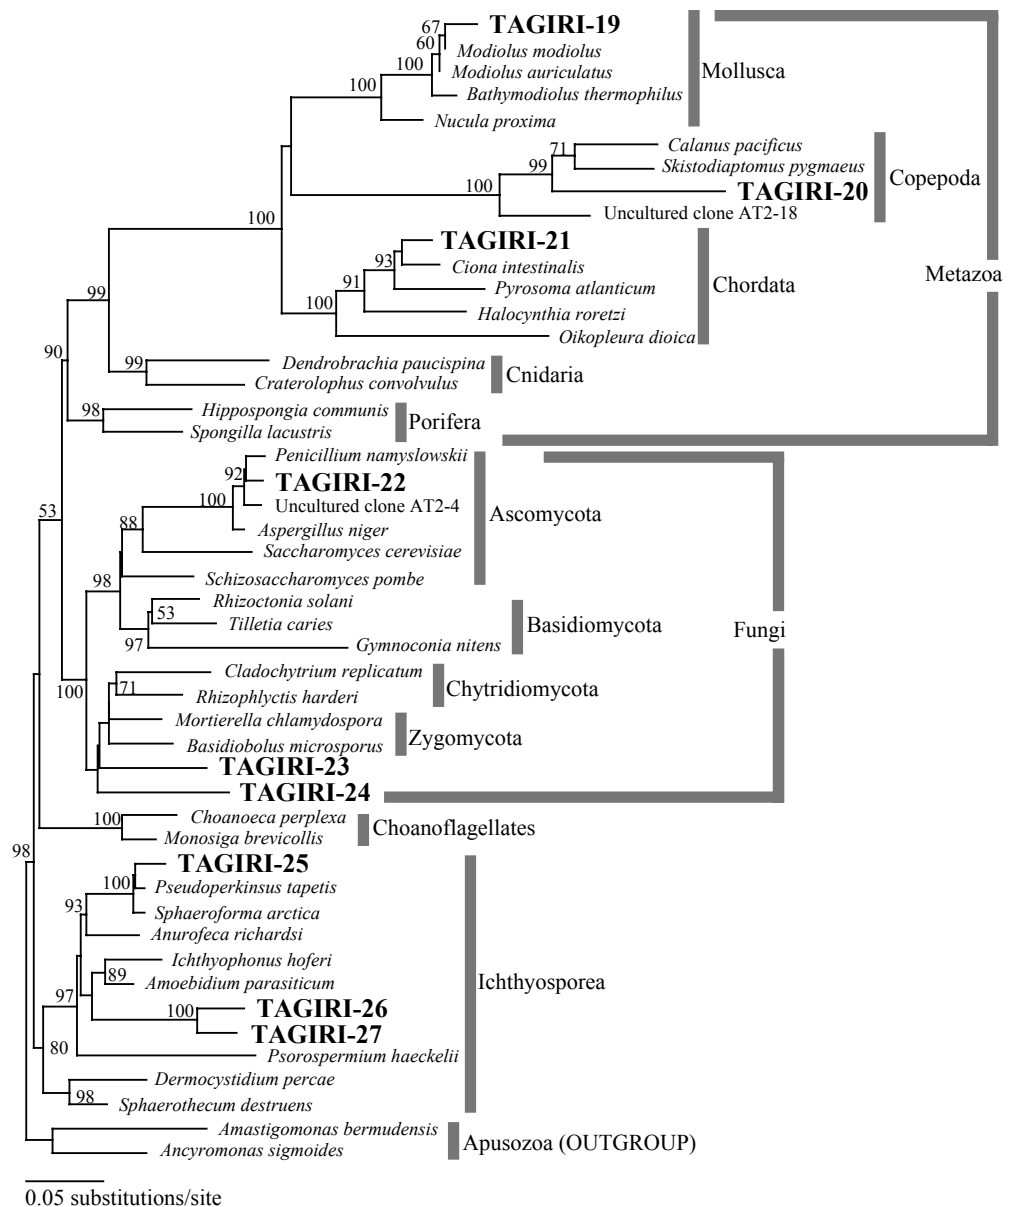 TAGIRI-19
67
60
Modiolus modiolus
100
Modiolus auriculatus
Mollusca
100
Bathymodiolus thermophilus
Nucula proxima
Calanus pacificus
71
99
Skistodiaptomus pygmaeus
100
TAGIRI-20
Copepoda
Uncultured clone AT2-18
100
TAGIRI-21
93
Ciona intestinalis
Metazoa
91
Pyrosoma atlanticum
Chordata
100
Halocynthia roretzi
99
Oikopleura dioica
90
99
Dendrobrachia paucispina
Cnidaria
Craterolophus convolvulus
98
Hippospongia communis
Porifera
Spongilla lacustris
Penicillium namyslowskii
92
TAGIRI-22
100
Uncultured clone AT2-4
Ascomycota
53
88
Aspergillus niger
Saccharomyces cerevisiae
98
Schizosaccharomyces pombe
Rhizoctonia solani
53
Tilletia caries
Basidiomycota
Fungi
97
Gymnoconia nitens
Cladochytrium replicatum
100
71
Rhizophlyctis harderi
Chytridiomycota
Mortierella chlamydospora
Zygomycota
Basidiobolus microsporus
TAGIRI-23
TAGIRI-24
100
Choanoeca perplexa
Choanoflagellates
Monosiga brevicollis
98
TAGIRI-25
100
Pseudoperkinsus tapetis
93
Sphaeroforma arctica
Anurofeca richardsi
Ichthyophonus hoferi
89
Amoebidium parasiticum
Ichthyosporea
97
100
TAGIRI-26
TAGIRI-27
80
Psorospermium haeckelii
Dermocystidium percae
98
Sphaerothecum destruens
Amastigomonas bermudensis
Apusozoa (OUTGROUP)
Ancyromonas sigmoides
0.05 substitutions/site